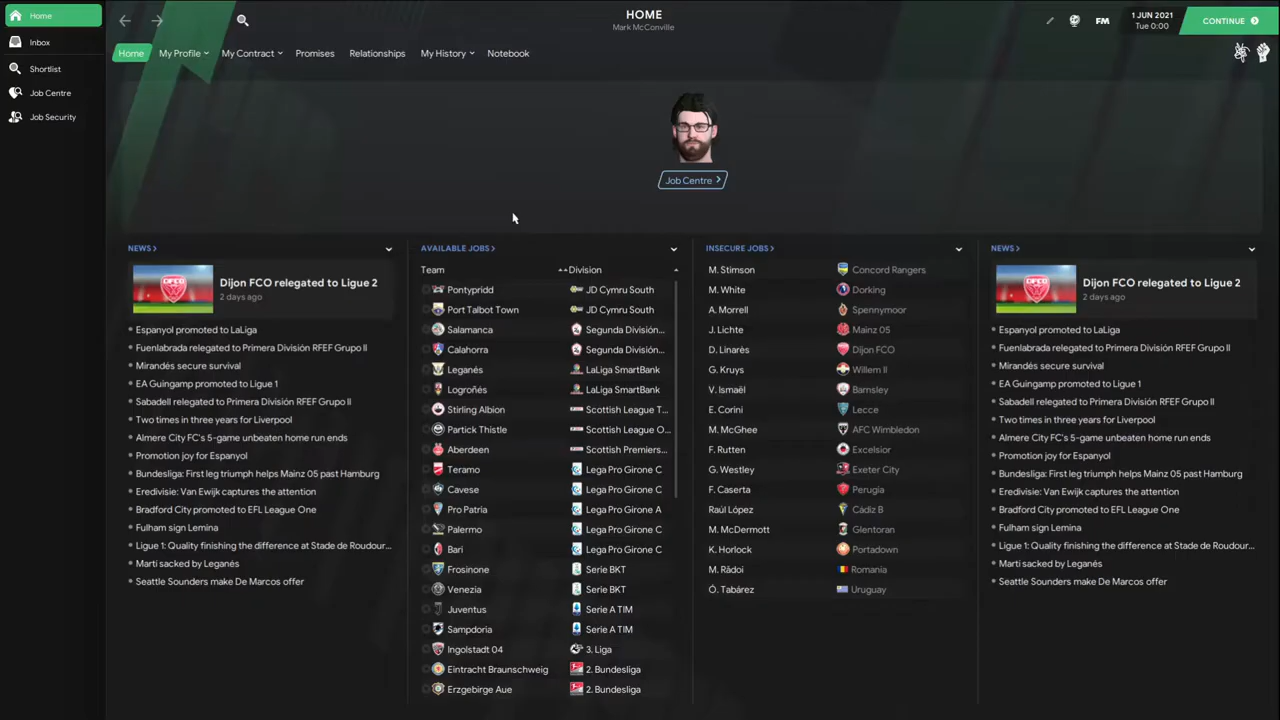 Home
Inbox
Shortlist
Job Centre
Job Security
HOME
Mark McConville
FM
1 JUN 2021
Tue 0:00
CONTINUE
Home
My Profile
My Contract
Promises
Relationships
My History
Notebook
Job Centre
NEWS
Dijon FCO relegated to Ligue 2
2 days ago
Espanyol promoted to LaLiga
Fuenlabrada relegated to Primera División RFEF Grupo II
Mirandés secure survival
EA Guingamp promoted to Ligue 1
Sabadell relegated to Primera División RFEF Grupo II
Two times in three years for Liverpool
Almere City FC's 5-game unbeaten home run ends
Promotion joy for Espanyol
Bundesliga: First leg triumph helps Mainz 05 past Hamburg
Eredivisie: Van Ewijk captures the attention
Bradford City promoted to EFL League One
Fulham sign Lemina
Ligue 1: Quality finishing the difference at Stade de Roudour...
Martí sacked by Leganés
Seattle Sounders make De Marcos offer
AVAILABLE JOBS
Team Division
Pontypridd JD Cymru South
Port Talbot Town JD Cymru South
Salamanca Segunda División...
Calahorra Segunda División...
Leganés LaLiga SmartBank
Logroñés LaLiga SmartBank
Stirling Albion Scottish League T...
Partick Thistle Scottish League O...
Aberdeen Scottish Premiers...
Teramo Lega Pro Girone C
Cavese Lega Pro Girone C
Pro Patria Lega Pro Girone A
Palermo Lega Pro Girone C
Bari Lega Pro Girone C
Frosinone Serie BKT
Venezia Serie BKT
Juventus Serie A TIM
Sampdoria Serie A TIM
Ingolstadt 04 3. Liga
Eintracht Braunschweig 2. Bundesliga
Erzgebirge Aue 2. Bundesliga
INSECURE JOBS
M. Stimson Concord Rangers
M. White Dorking
A. Morrell Spennymoor
J. Lichte Mainz 05
D. Linarès Dijon FCO
G. Kruys Willem II
V. Ismaël Barnsley
E. Corini Lecce
M. McGhee AFC Wimbledon
F. Rutten Excelsior
G. Westley Exeter City
F. Caserta Perugia
Raúl López Cádiz B
M. McDermott Glentoran
K. Horlock Portadown
M. Rădoi Romania
Ó. Tabárez Uruguay
NEWS
Dijon FCO relegated to Ligue 2
2 days ago
Espanyol promoted to LaLiga
Fuenlabrada relegated to Primera División RFEF Grupo II
Mirandés secure survival
EA Guingamp promoted to Ligue 1
Sabadell relegated to Primera División RFEF Grupo II
Two times in three years for Liverpool
Almere City FC's 5-game unbeaten home run ends
Promotion joy for Espanyol
Bundesliga: First leg triumph helps Mainz 05 past Hamburg
Eredivisie: Van Ewijk captures the attention
Bradford City promoted to EFL League One
Fulham sign Lemina
Ligue 1: Quality finishing the difference at Stade de Roudour...
Martí sacked by Leganés
Seattle Sounders make De Marcos offer